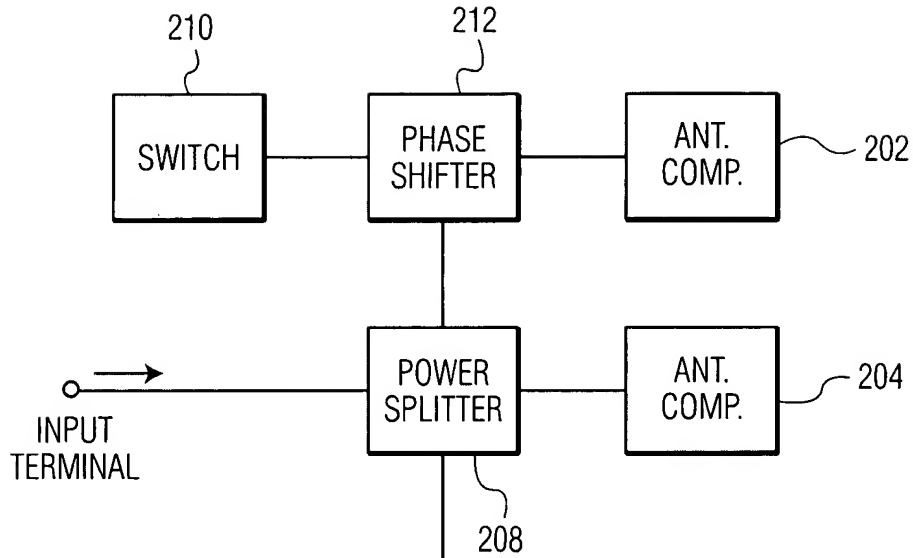 210
212
SWITCH
PHASE
SHIFTER
ANT.
COMP.
202
POWER
SPLITTER
ANT.
COMP.
204
INPUT
TERMINAL
208